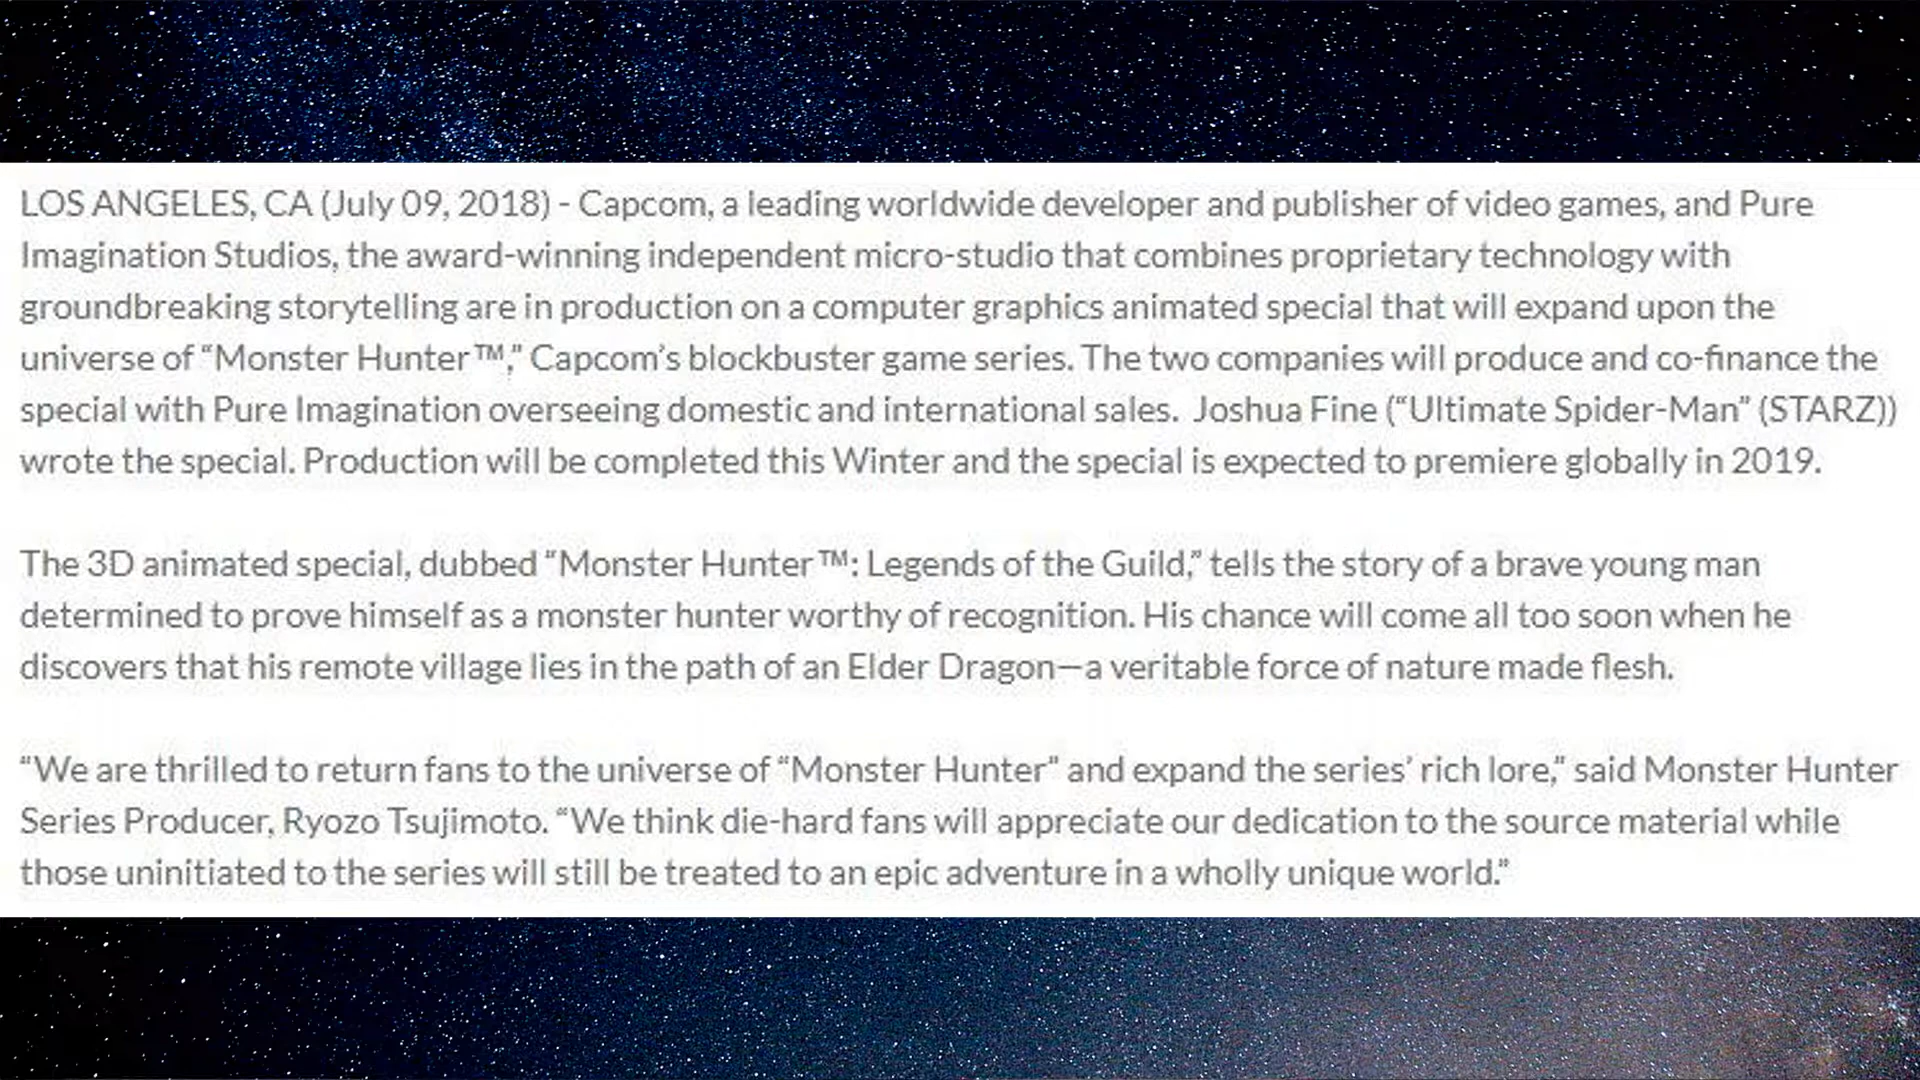 LOS ANGELES, CA (July 09, 2018) - Capcom, a leading worldwide developer and publisher of video games, and Pure
Imagination Studios, the award-winning independent micro-studio that combines proprietary technology with
groundbreaking storytelling are in production on a computer graphics animated special that will expand upon the
universe of “Monster Hunter™,” Capcom’s blockbuster game series. The two companies will produce and co-finance the
special with Pure Imagination overseeing domestic and international sales.  Joshua Fine (“Ultimate Spider-Man” (STARZ))
wrote the special. Production will be completed this Winter and the special is expected to premiere globally in 2019.
The 3D animated special, dubbed “Monster Hunter™: Legends of the Guild,” tells the story of a brave young man
determined to prove himself as a monster hunter worthy of recognition. His chance will come all too soon when he
discovers that his remote village lies in the path of an Elder Dragon—a veritable force of nature made flesh.
“We are thrilled to return fans to the universe of “Monster Hunter” and expand the series’ rich lore,” said Monster Hunter
Series Producer, Ryozo Tsujimoto. “We think die-hard fans will appreciate our dedication to the source material while
those uninitiated to the series will still be treated to an epic adventure in a wholly unique world.”